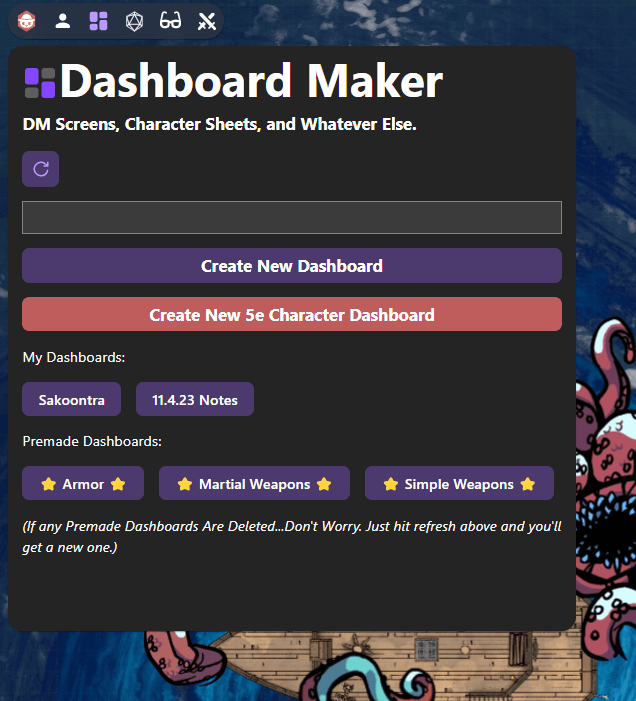 Dashboard Maker
DM Screens, Character Sheets, and Whatever Else.
Create New Dashboard
Create New 5e Character Dashboard
My Dashboards:
Sakoontra 11.4.23 Notes
Premade Dashboards:
⭐ Armor ⭐ ⭐ Martial Weapons ⭐ ⭐ Simple Weapons ⭐
(If any Premade Dashboards Are Deleted...Don't Worry. Just hit refresh above and you'll
get a new one.)